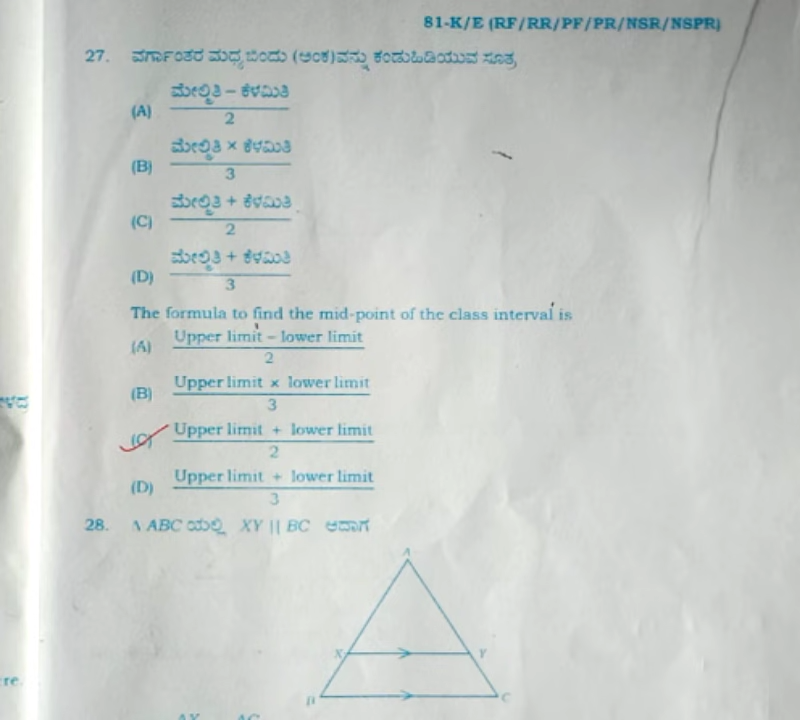 81-K/E (RF/RR/PF/PR/NSR/NSPR)
27. ವರ್ಗಾಂತರ ಮಧ್ಯ ಬಿಂದು (ಅಂಕ)ವನ್ನು ಕಂಡುಹಿಡಿಯುವ ಸೂತ್ರ
(A) ಮೇಲ್ಮಿತಿ – ಕೆಳಮಿತಿ
2
(B) ಮೇಲ್ಮಿತಿ × ಕೆಳಮಿತಿ
3
(C) ಮೇಲ್ಮಿತಿ + ಕೆಳಮಿತಿ
2
(D) ಮೇಲ್ಮಿತಿ + ಕೆಳಮಿತಿ
3
The formula to find the mid-point of the class interval is
(A) Upper limit – lower limit
2
(B) Upper limit × lower limit
3
(C) Upper limit + lower limit
2
(D) Upper limit + lower limit
3
28. ABC ಯಲ್ಲಿ XY || BC ಆದಾಗ
A
X Y
C
re.